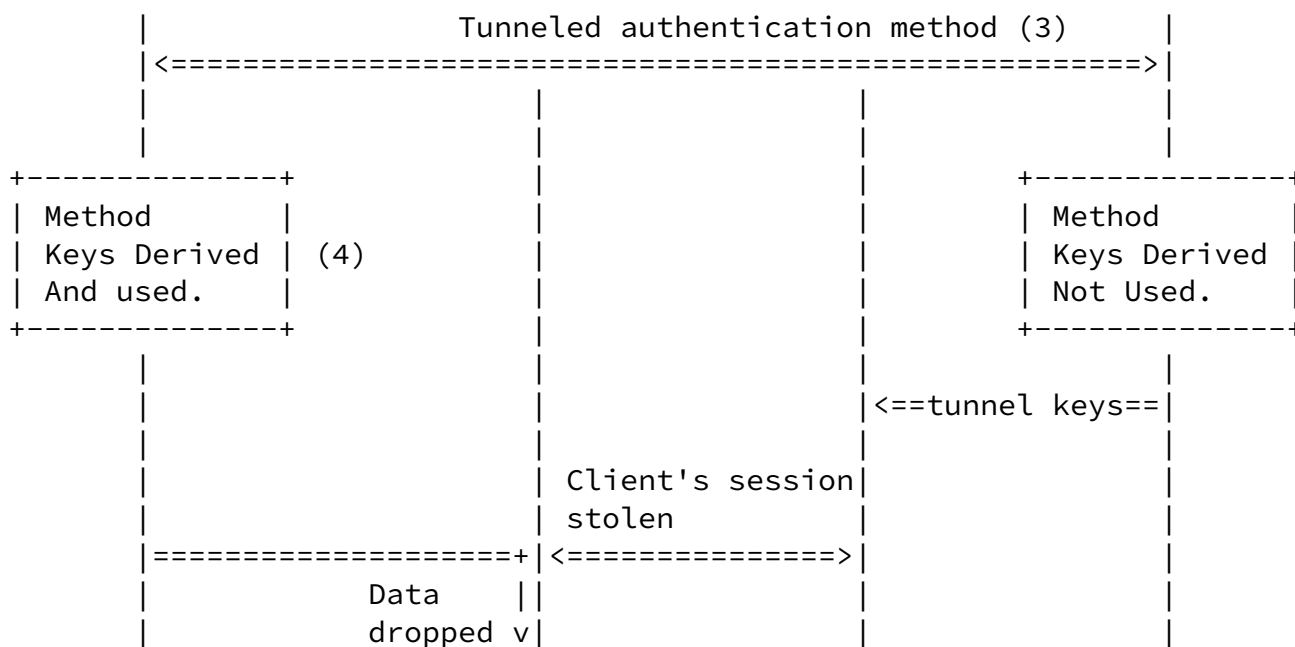 Tunneled authentication method (3)
Method
Keys Derived
And used.
(4)
Method
Keys Derived
Not Used.
<==tunnel keys==
Client's session
stolen
Data
dropped v